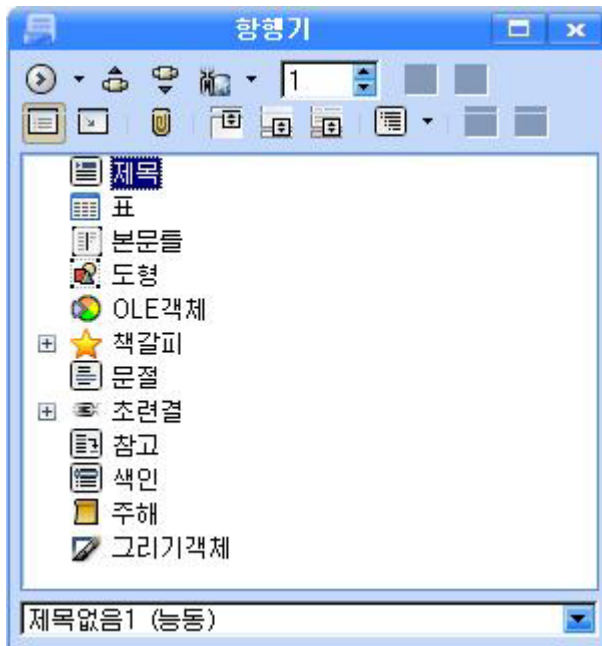 항행기
1
제목
표
본문틀
도형
OLE객체
책갈피
문절
초련결
참고
색인
주해
그리기객체
제목없음1 (능동)